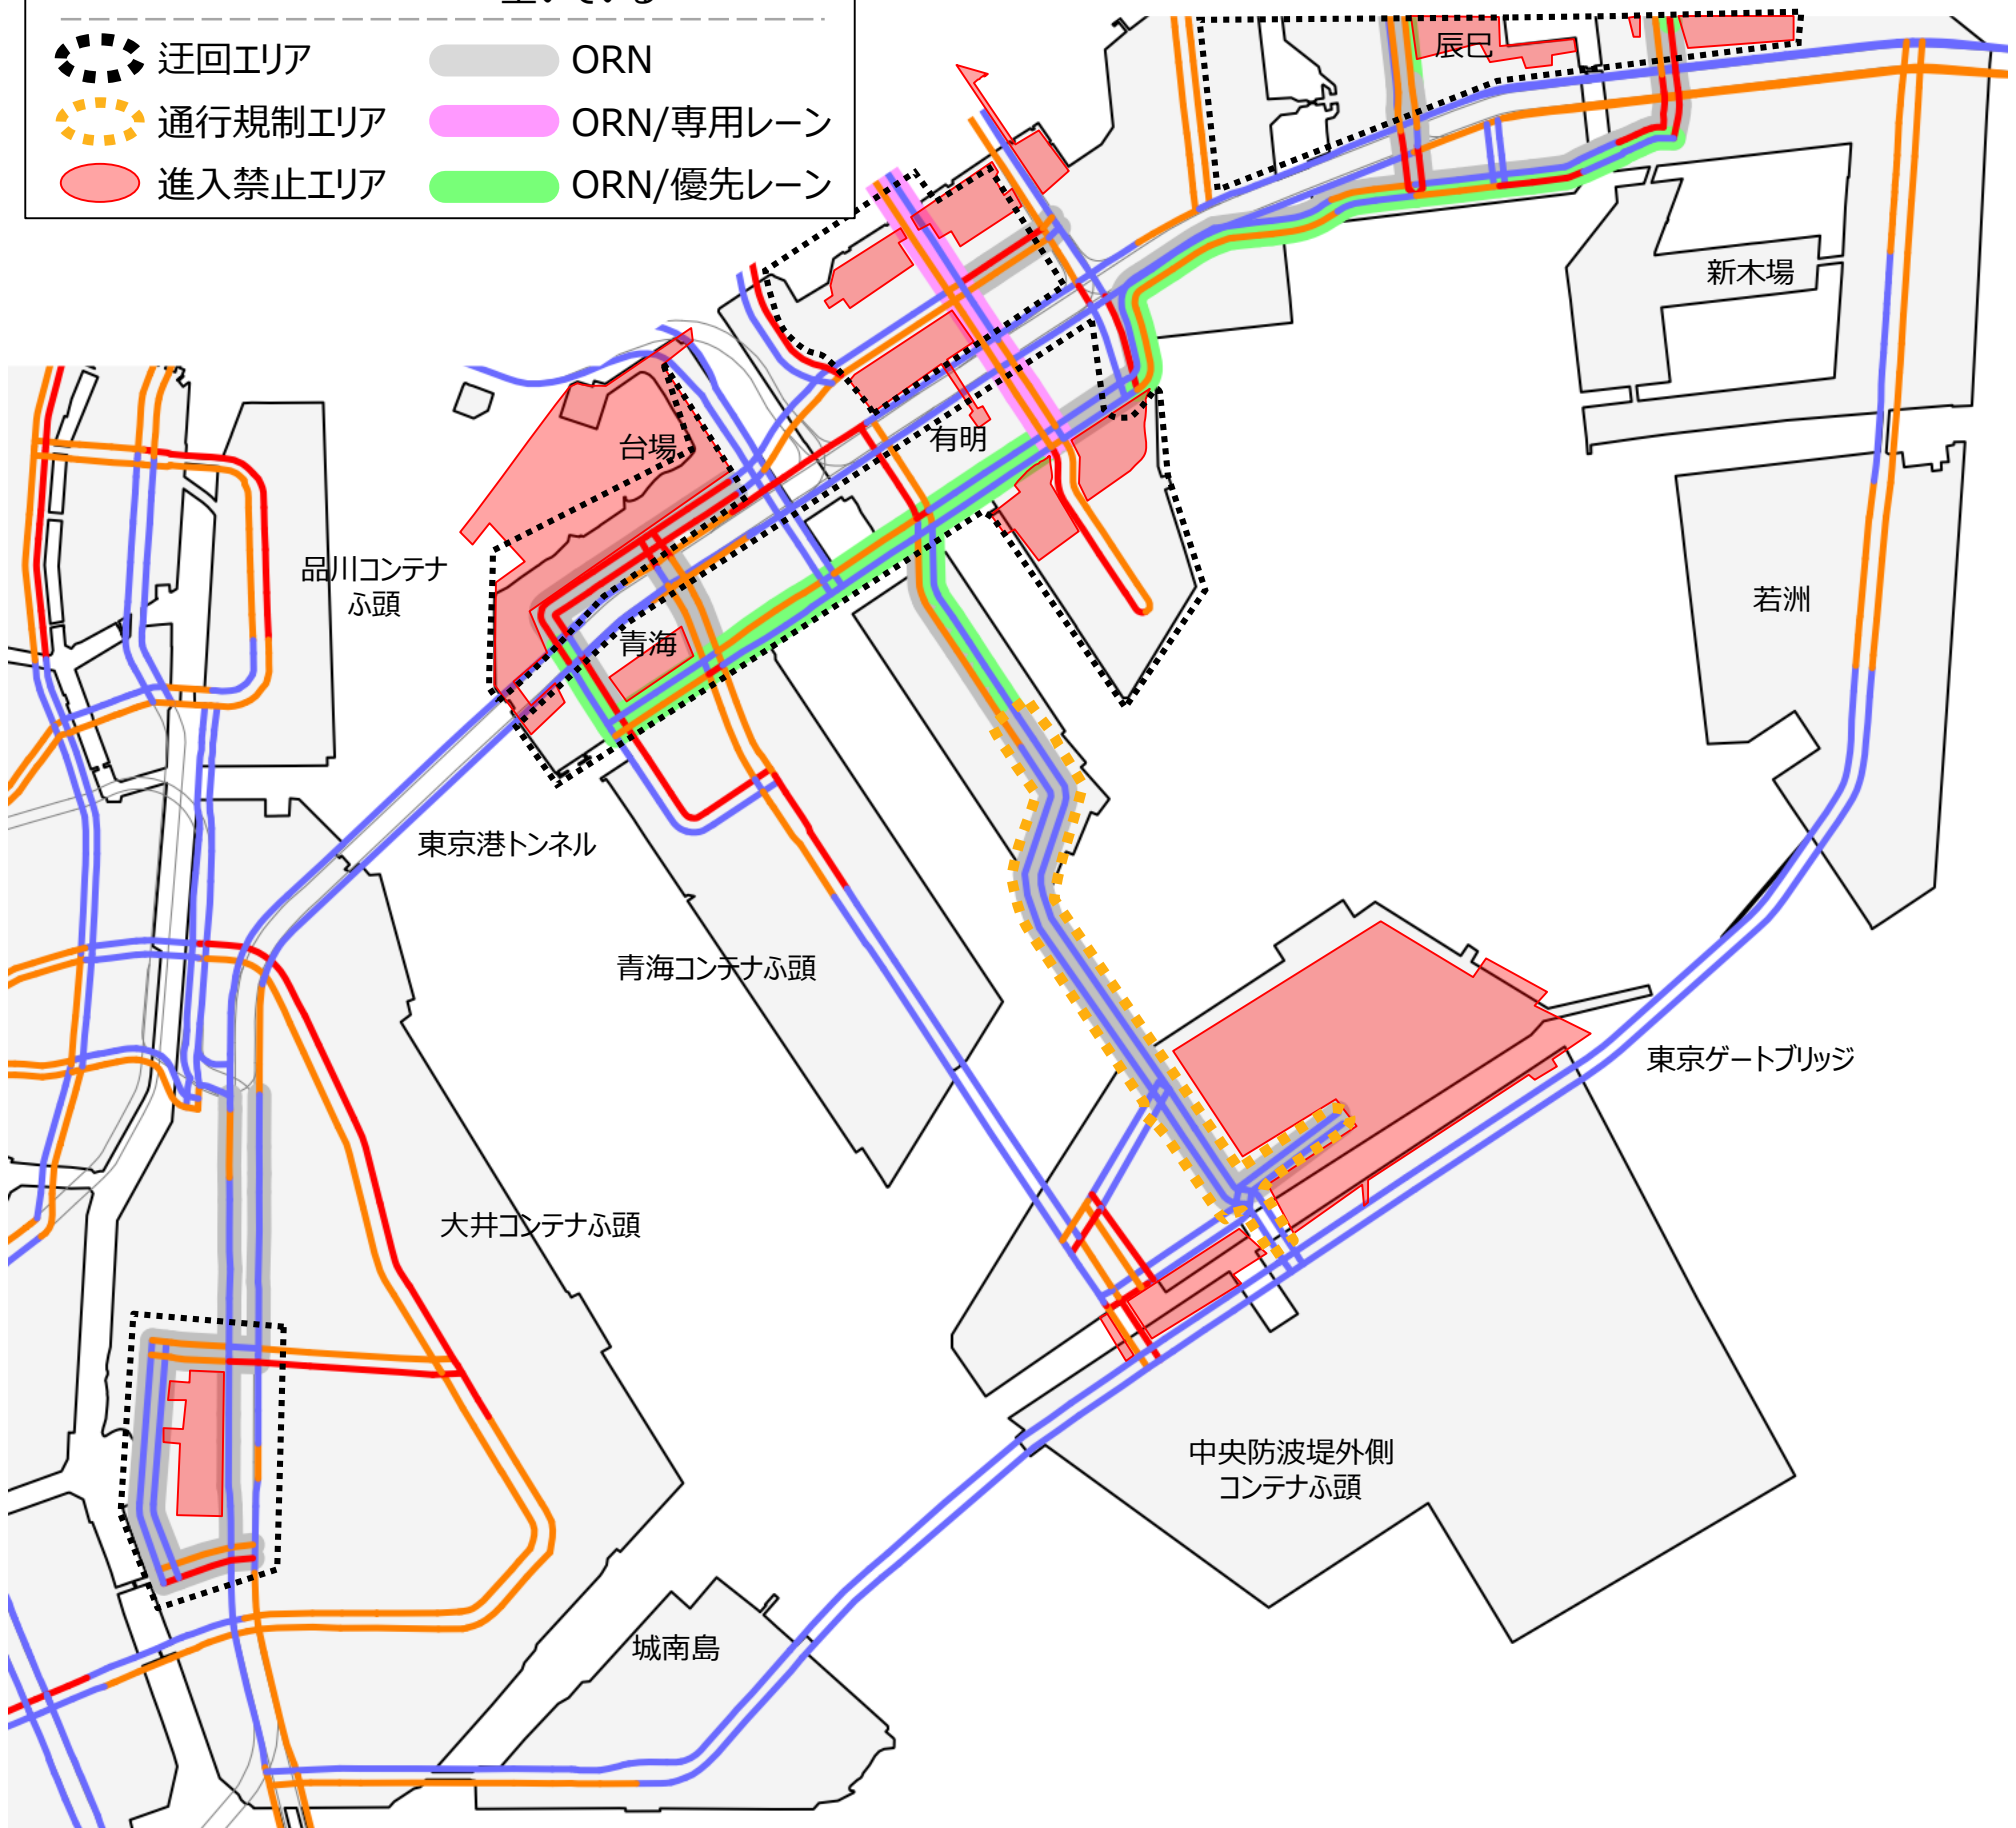 空いている
迂回エリア
ORN
通行規制エリア
ORN/専用レーン
進入禁止エリア
ORN/優先レーン
辰巳
新木場
有明
台場
品川コンテナ
ふ頭
若洲
青海
東京港トンネル
青海コンテナふ頭
東京ゲートブリッジ
大井コンテナふ頭
中央防波堤外側
コンテナふ頭
城南島